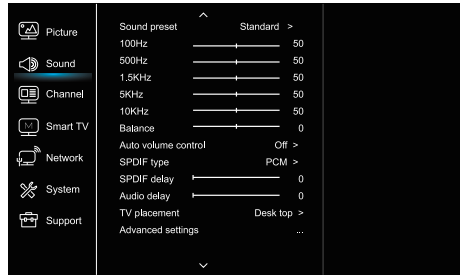 Picture
Sound
Channel
M
Smart TV
Network
System
Support
Sound preset Standard >
100Hz 50
500Hz 50
1.5KHz 50
5KHz 50
10KHz 50
Balance 0
Auto volume control Off >
SPDIF type PCM >
SPDIF delay 0
Audio delay 0
TV placement Desk top >
Advanced settings ...